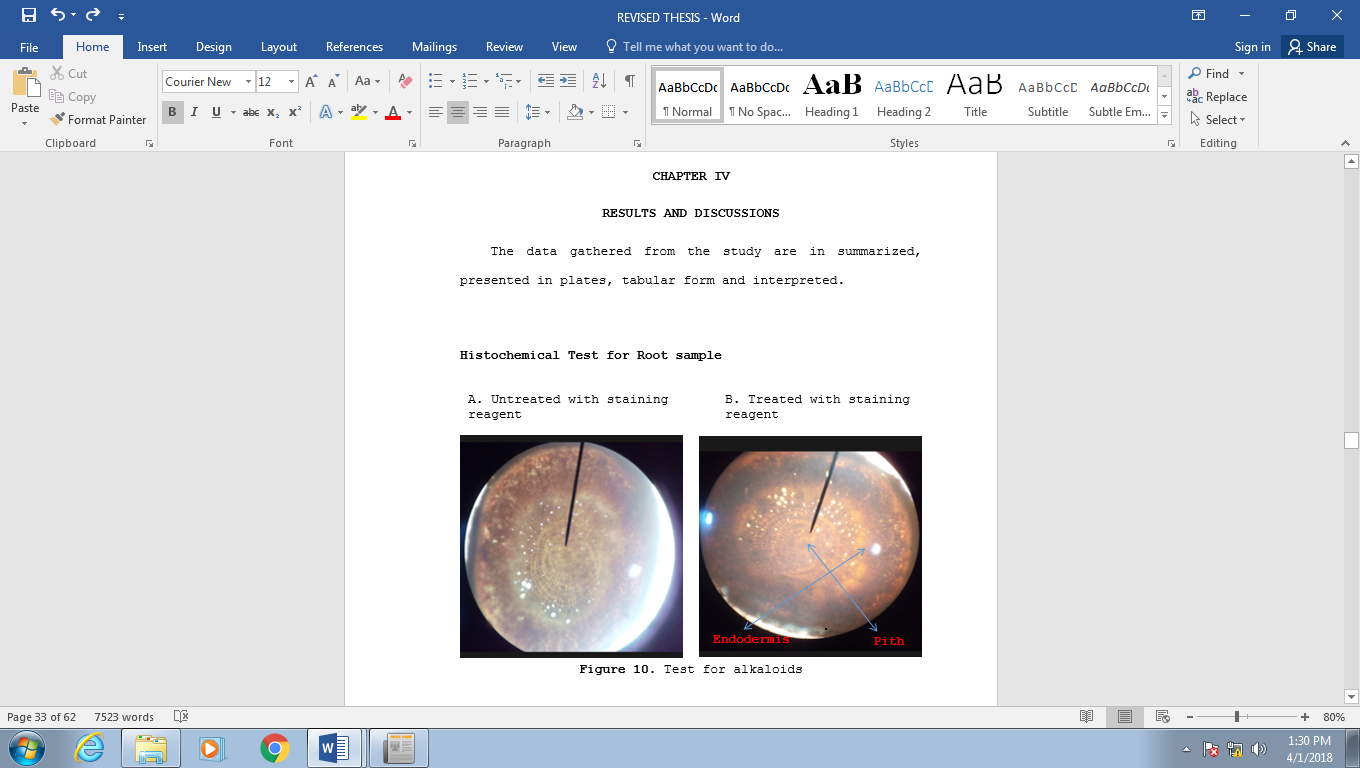 REVISED THESIS - Word
File Home Insert Design Layout References Mailings Review View Tell me what you want to do... Sign in Share
Cut
Copy
Format Painter
Paste
Courier New 12
Aa
B I U abc x₂ x² A A
AaBbCcDc AaBbCcDc AaB AaBbCcD AaB AaBbCcD AaBbCcDc
¶ Normal ¶ No Spac... Heading 1 Heading 2 Title Subtitle Subtle Em...
Find
Replace
Select
Clipboard Font Paragraph Styles Editing
CHAPTER IV
RESULTS AND DISCUSSIONS
The data gathered from the study are in summarized,
presented in plates, tabular form and interpreted.
Histochemical Test for Root sample
A. Untreated with staining
reagent
B. Treated with staining
reagent
Endodermis
Pith
Figure 10. Test for alkaloids
Page 33 of 62 7523 words 80%
1:30 PM
4/1/2018